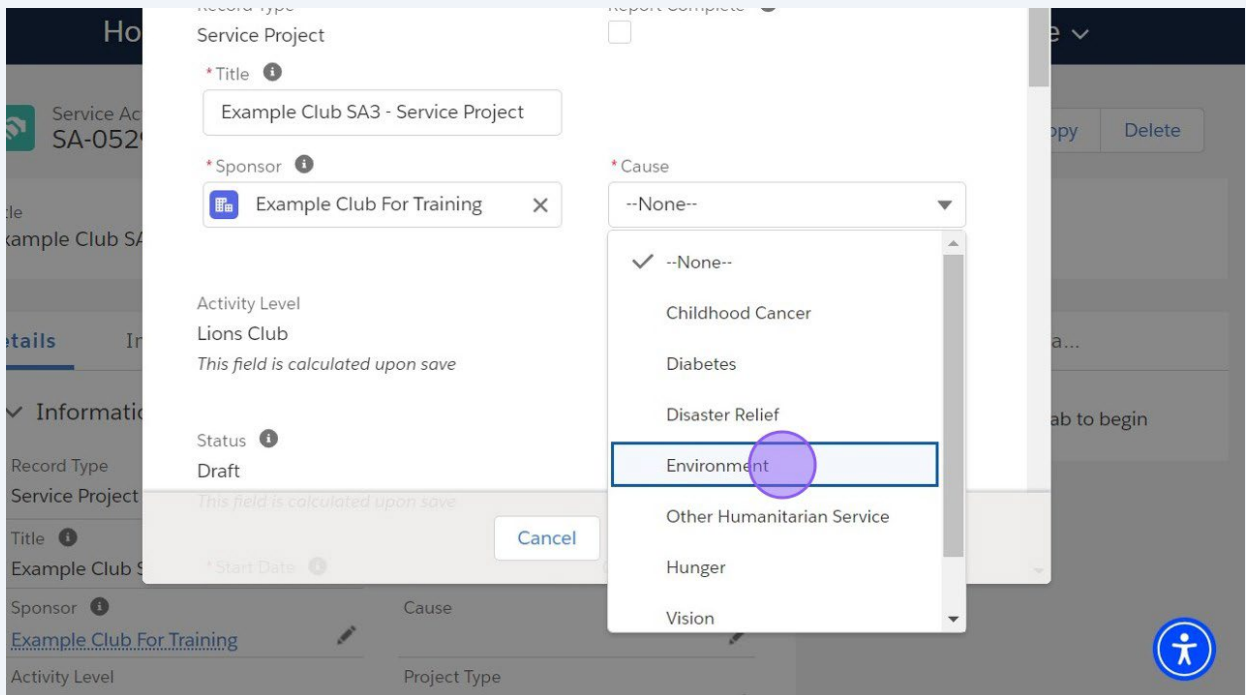 Ho
e
Record Type
Report Complete
Service Project
*Title
Example Club SA3 - Service Project
Service Ac
SA-0529
opy
Delete
*Sponsor
*Cause
Example Club For Training
--None--
tle
xample Club SA
--None--
Childhood Cancer
Activity Level
Lions Club
This field is calculated upon save
Diabetes
etails
In
a...
Disaster Relief
Informatio
ab to begin
Status
Draft
This field is calculated upon save
Environment
Record Type
Service Project
Other Humanitarian Service
Cancel
Title
Example Club S
*Start Date
Hunger
Sponsor
Example Club For Training
Cause
Vision
Activity Level
Project Type